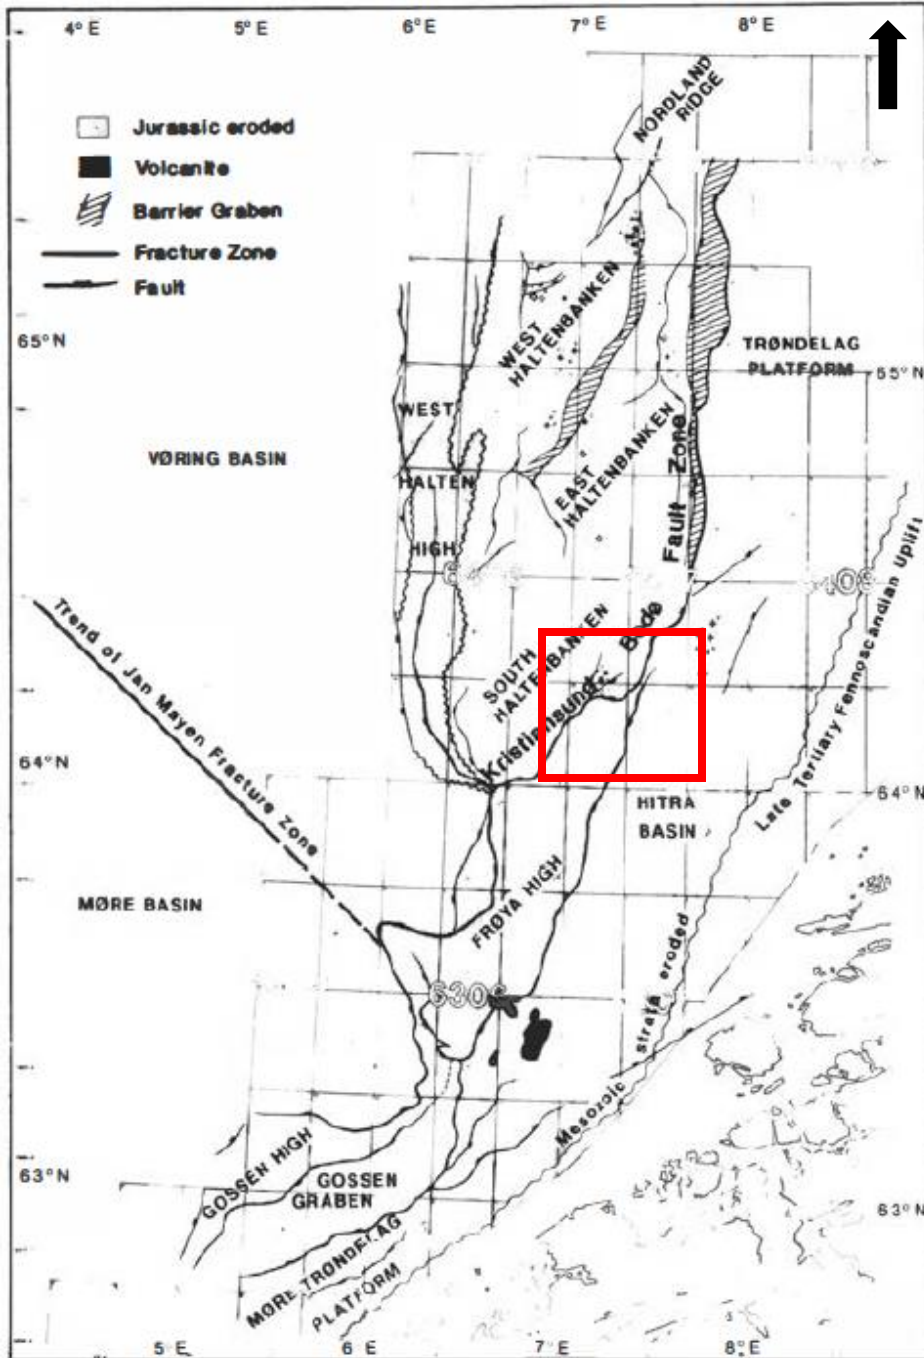 4° E 5° E 6° E 7° E 8° E
NORDLAND
RIDGE
Jurassic eroded
Volcanite
Barrier Graben
Fracture Zone
Fault
65°N
WEST
HALTENBANKEN
TRØNDELAG
PLATFORM
65°N
WEST
HALTEN
HIGH
VØRING BASIN
EAST
HALTENBANKEN
Fault Zone
Trend of Jan Mayen Fracture Zone
SOUTH
HALTENBANKEN
Kristiansund
Bodø
Late Tertiary Fennoscandian Uplift
64°N
64°N
HITRA
BASIN
MØRE BASIN
FRØYA HIGH
Mesozoic strata eroded
GOSSEN HIGH
GOSSEN
GRABEN
63°N
63°N
MØRE TRØNDELAG
PLATFORM
5° E 6° E 7° E 8° E